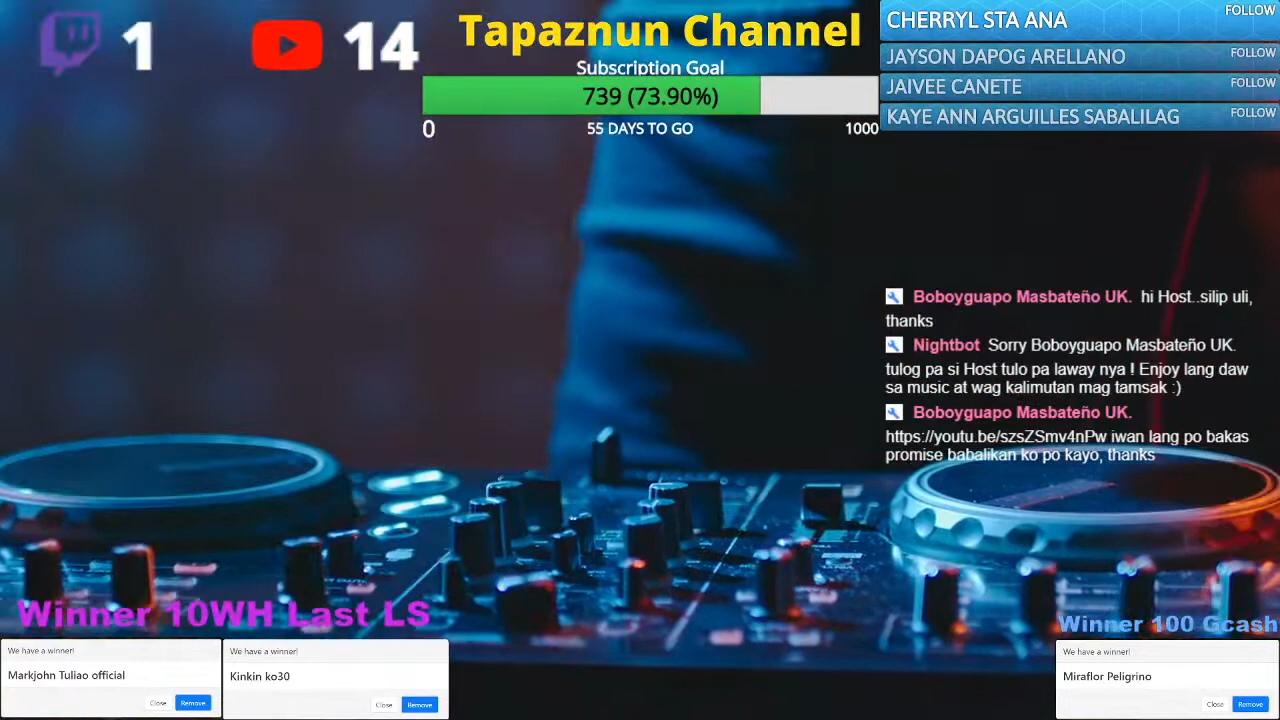 1
14
Tapaznun Channel
Subscription Goal
739 (73.90%)
0
55 DAYS TO GO
1000
CHERRYL STA ANA
FOLLOW
JAYSON DAPOG ARELLANO
FOLLOW
JAIVEE CANETE
FOLLOW
KAYE ANN ARGUILLES SABALILAG
FOLLOW
Boboyguapo Masbateño UK. hi Host..silip uli,
thanks
Nightbot Sorry Boboyguapo Masbateño UK.
tulog pa si Host tulo pa laway nya ! Enjoy lang daw
sa music at wag kalimutan mag tamsak :)
Boboyguapo Masbateño UK.
https://youtu.be/szsZSmv4nPw iwan lang po bakas
promise babalikan ko po kayo, thanks
Winner 10WH Last LS
We have a winner!
Markjohn Tuliao official
Close
Remove
We have a winner!
Kinkin ko30
Close
Remove
Winner 100 Gcash
We have a winner!
Miraflor Peligrino
Close
Remove